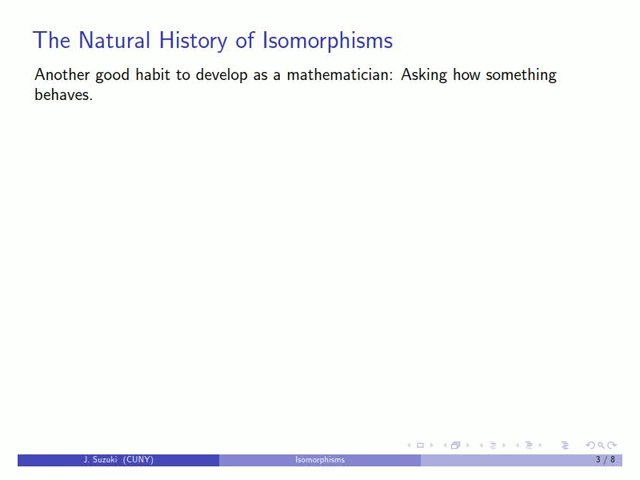 The Natural History of Isomorphisms
Another good habit to develop as a mathematician: Asking how something
behaves.
J. Suzuki (CUNY)
Isomorphisms
3 / 8